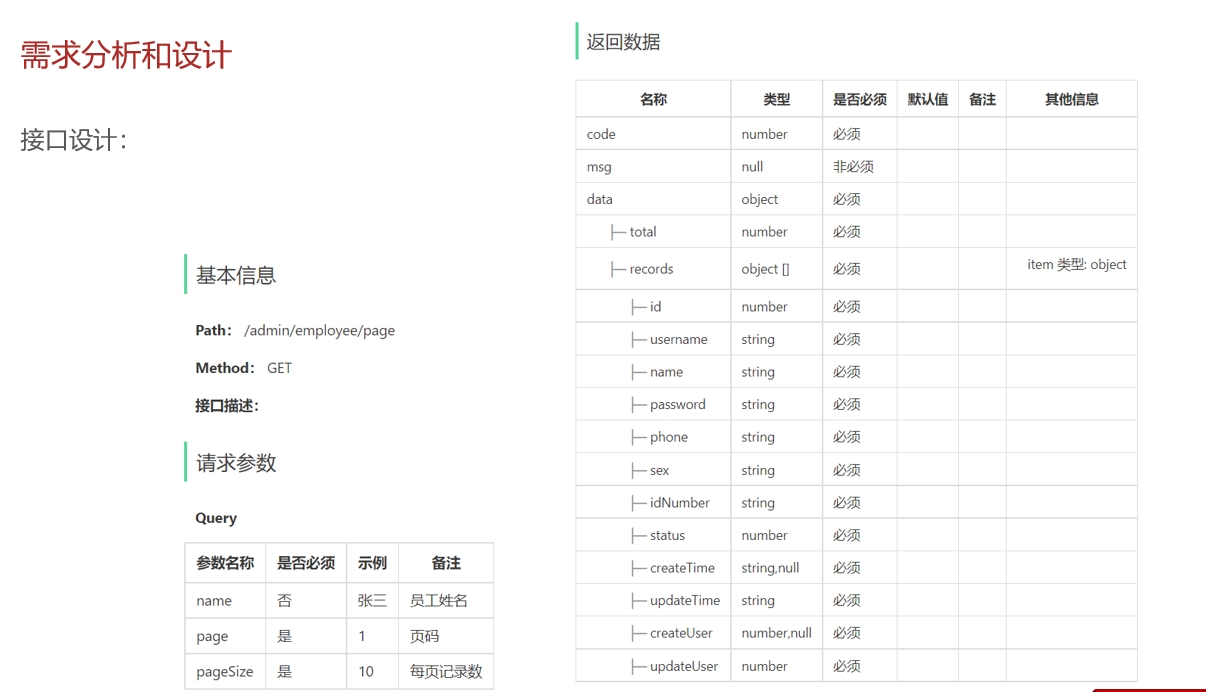 需求分析和设计
接口设计：
基本信息
Path： /admin/employee/page
Method： GET
接口描述：
请求参数
Query
参数名称 是否必须 示例 备注
name 否 张三 员工姓名
page 是 1 页码
pageSize 是 10 每页记录数
返回数据
名称 类型 是否必须 默认值 备注 其他信息
code number 必须
msg null 非必须
data object 必须
├─ total number 必须
├─ records object [] 必须 item 类型: object
├─ id number 必须
├─ username string 必须
├─ name string 必须
├─ password string 必须
├─ phone string 必须
├─ sex string 必须
├─ idNumber string 必须
├─ status number 必须
├─ createTime string,null 必须
├─ updateTime string 必须
├─ createUser number,null 必须
├─ updateUser number 必须